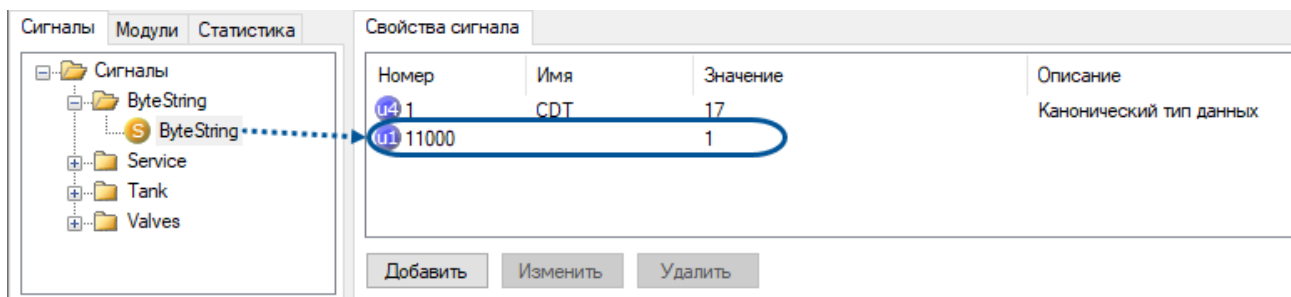 Сигналы Модули Статистика
Сигналы
ByteString
S ByteString
Service
Tank
Valves
Свойства сигнала
Номер Имя Значение Описание
u4 1 CDT 17 Канонический тип данных
u1 11000 1
Добавить Изменить Удалить